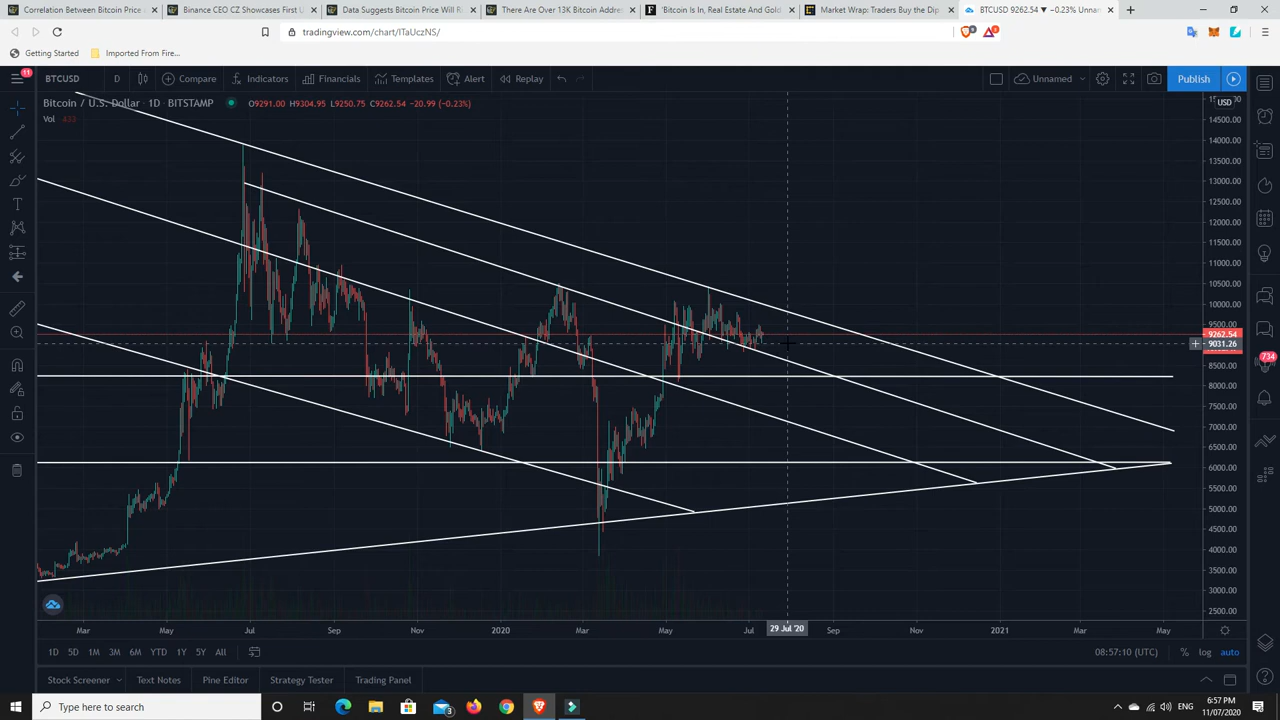 Correlation Between Bitcoin Price A
Binance CEO CZ Showcases First U
Data Suggests Bitcoin Price Will R
There Are Over 13K Bitcoin Addres
'Bitcoin Is In, Real Estate And Gold
Market Wrap: Traders Buy the Dip
BTCUSD 9262.54 ▼ −0.23% Unnan
tradingview.com/chart/ITaUczNS/
Getting Started
Imported From Fire...
11
BTCUSD
D
Compare
Indicators
Financials
Templates
Alert
Replay
Unnamed
Publish
Bitcoin / U.S. Dollar · 1D · BITSTAMP
O9291.00 H9304.95 L9250.75 C9262.54 −20.99 (−0.23%)
Vol 433
USD
14500.00
14000.00
13500.00
13000.00
12500.00
12000.00
11500.00
11000.00
10500.00
10000.00
9500.00
9262.54
9031.26
8500.00
8000.00
7500.00
7000.00
6500.00
6000.00
5500.00
5000.00
4500.00
4000.00
3500.00
3000.00
2500.00
734
Mar
May
Jul
Sep
Nov
2020
Mar
May
Jul
29 Jul '20
Sep
Nov
2021
Mar
May
1D 5D 1M 3M 6M YTD 1Y 5Y All
08:57:10 (UTC)
%
log
auto
Stock Screener
Text Notes
Pine Editor
Strategy Tester
Trading Panel
Type here to search
3
ENG
6:57 PM
11/07/2020